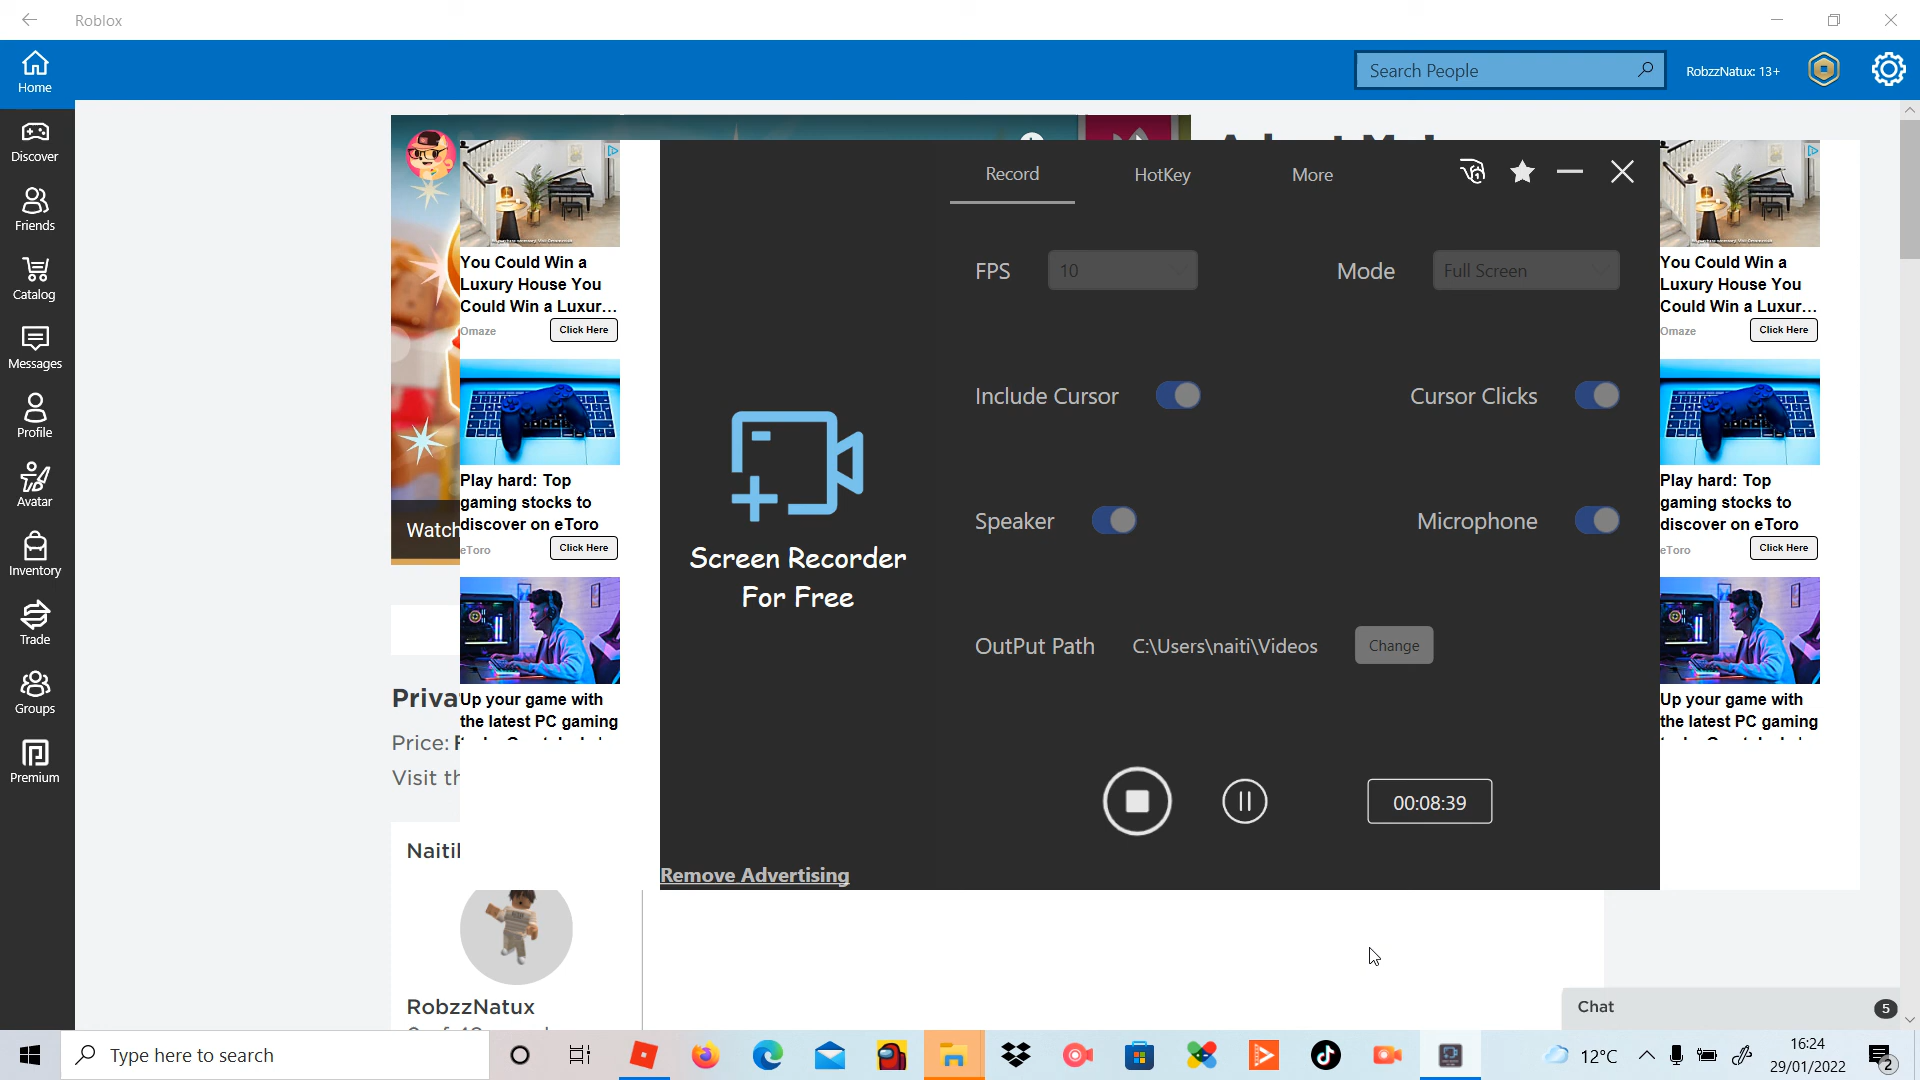 Roblox
Home
Search People
RobzzNatux: 13+
Discover
Friends
Catalog
Messages
Profile
Avatar
Inventory
Trade
Groups
Premium
Watch
Priva
Price: F
Visit th
Naitil
RobzzNatux
You Could Win a
Luxury House You
Could Win a Luxur...
Omaze
Click Here
Play hard: Top
gaming stocks to
discover on eToro
eToro
Click Here
Up your game with
the latest PC gaming
Screen Recorder
For Free
Remove Advertising
Record
HotKey
More
FPS
10
Mode
Full Screen
Include Cursor
Cursor Clicks
Speaker
Microphone
OutPut Path
C:\Users\naiti\Videos
Change
00:08:39
You Could Win a
Luxury House You
Could Win a Luxur...
Omaze
Click Here
Play hard: Top
gaming stocks to
discover on eToro
eToro
Click Here
Up your game with
the latest PC gaming
Chat
5
Type here to search
12°C
16:24
29/01/2022
2